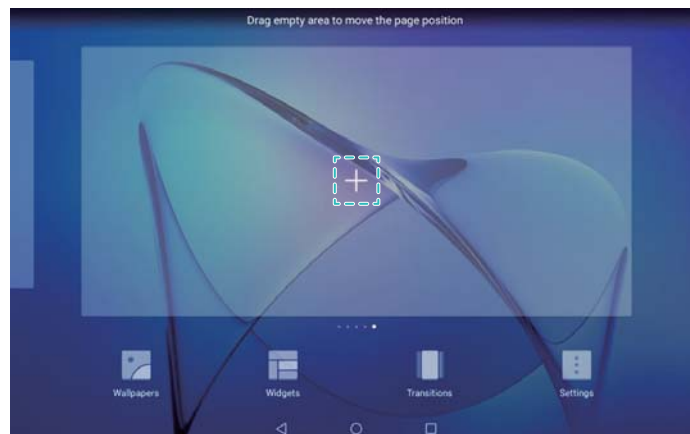 Drag empty area to move the page position
Wallpapers
Widgets
Transitions
Settings